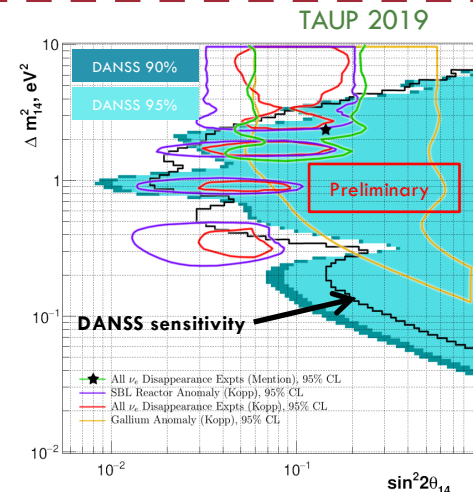 TAUP 2019
10
DANSS 90%
DANSS 95%
Δ m²₁₄, eV²
1
Preliminary
10⁻¹
DANSS sensitivity
All νₑ Disappearance Expts (Mention), 95% CL
SBL Reactor Anomaly (Kopp), 95% CL
All νₑ Disappearance Expts (Kopp), 95% CL
Gallium Anomaly (Kopp), 95% CL
10⁻²
10⁻² 10⁻¹
sin²2θ₁₄